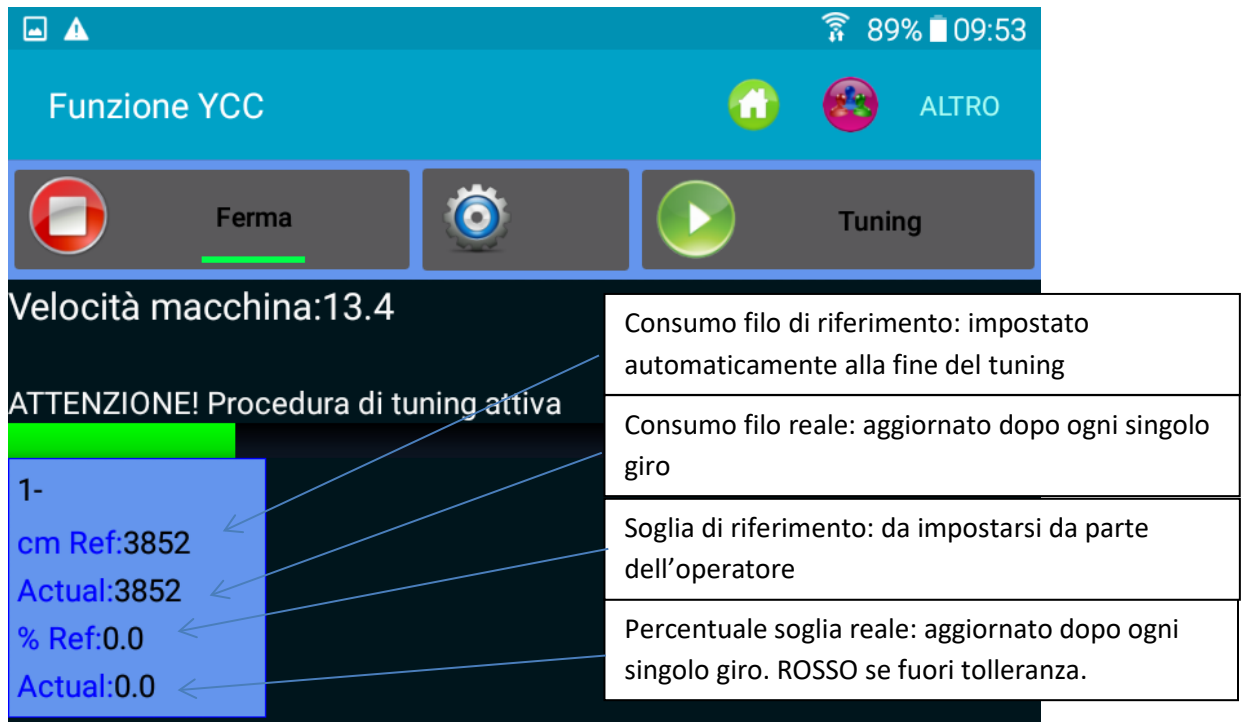 89% 09:53
Funzione YCC
ALTRO
Ferma
Tuning
Velocità macchina:13.4
ATTENZIONE! Procedura di tuning attiva
1-
cm Ref:3852
Actual:3852
% Ref:0.0
Actual:0.0
Consumo filo di riferimento: impostato
automaticamente alla fine del tuning
Consumo filo reale: aggiornato dopo ogni singolo
giro
Soglia di riferimento: da impostarsi da parte
dell’operatore
Percentuale soglia reale: aggiornato dopo ogni
singolo giro. ROSSO se fuori tolleranza.